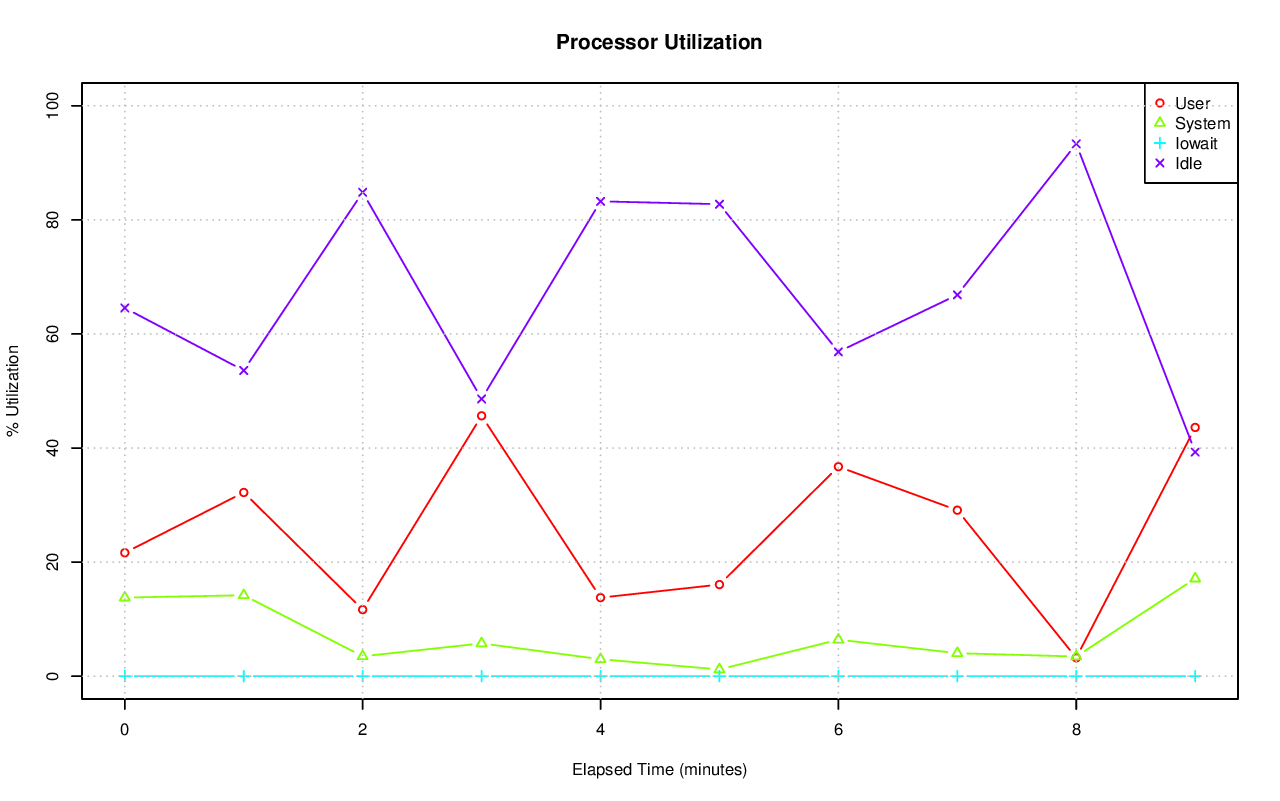 Processor Utilization
% Utilization
100
80
60
40
20
0
User
System
Iowait
Idle
0 2 4 6 8
Elapsed Time (minutes)